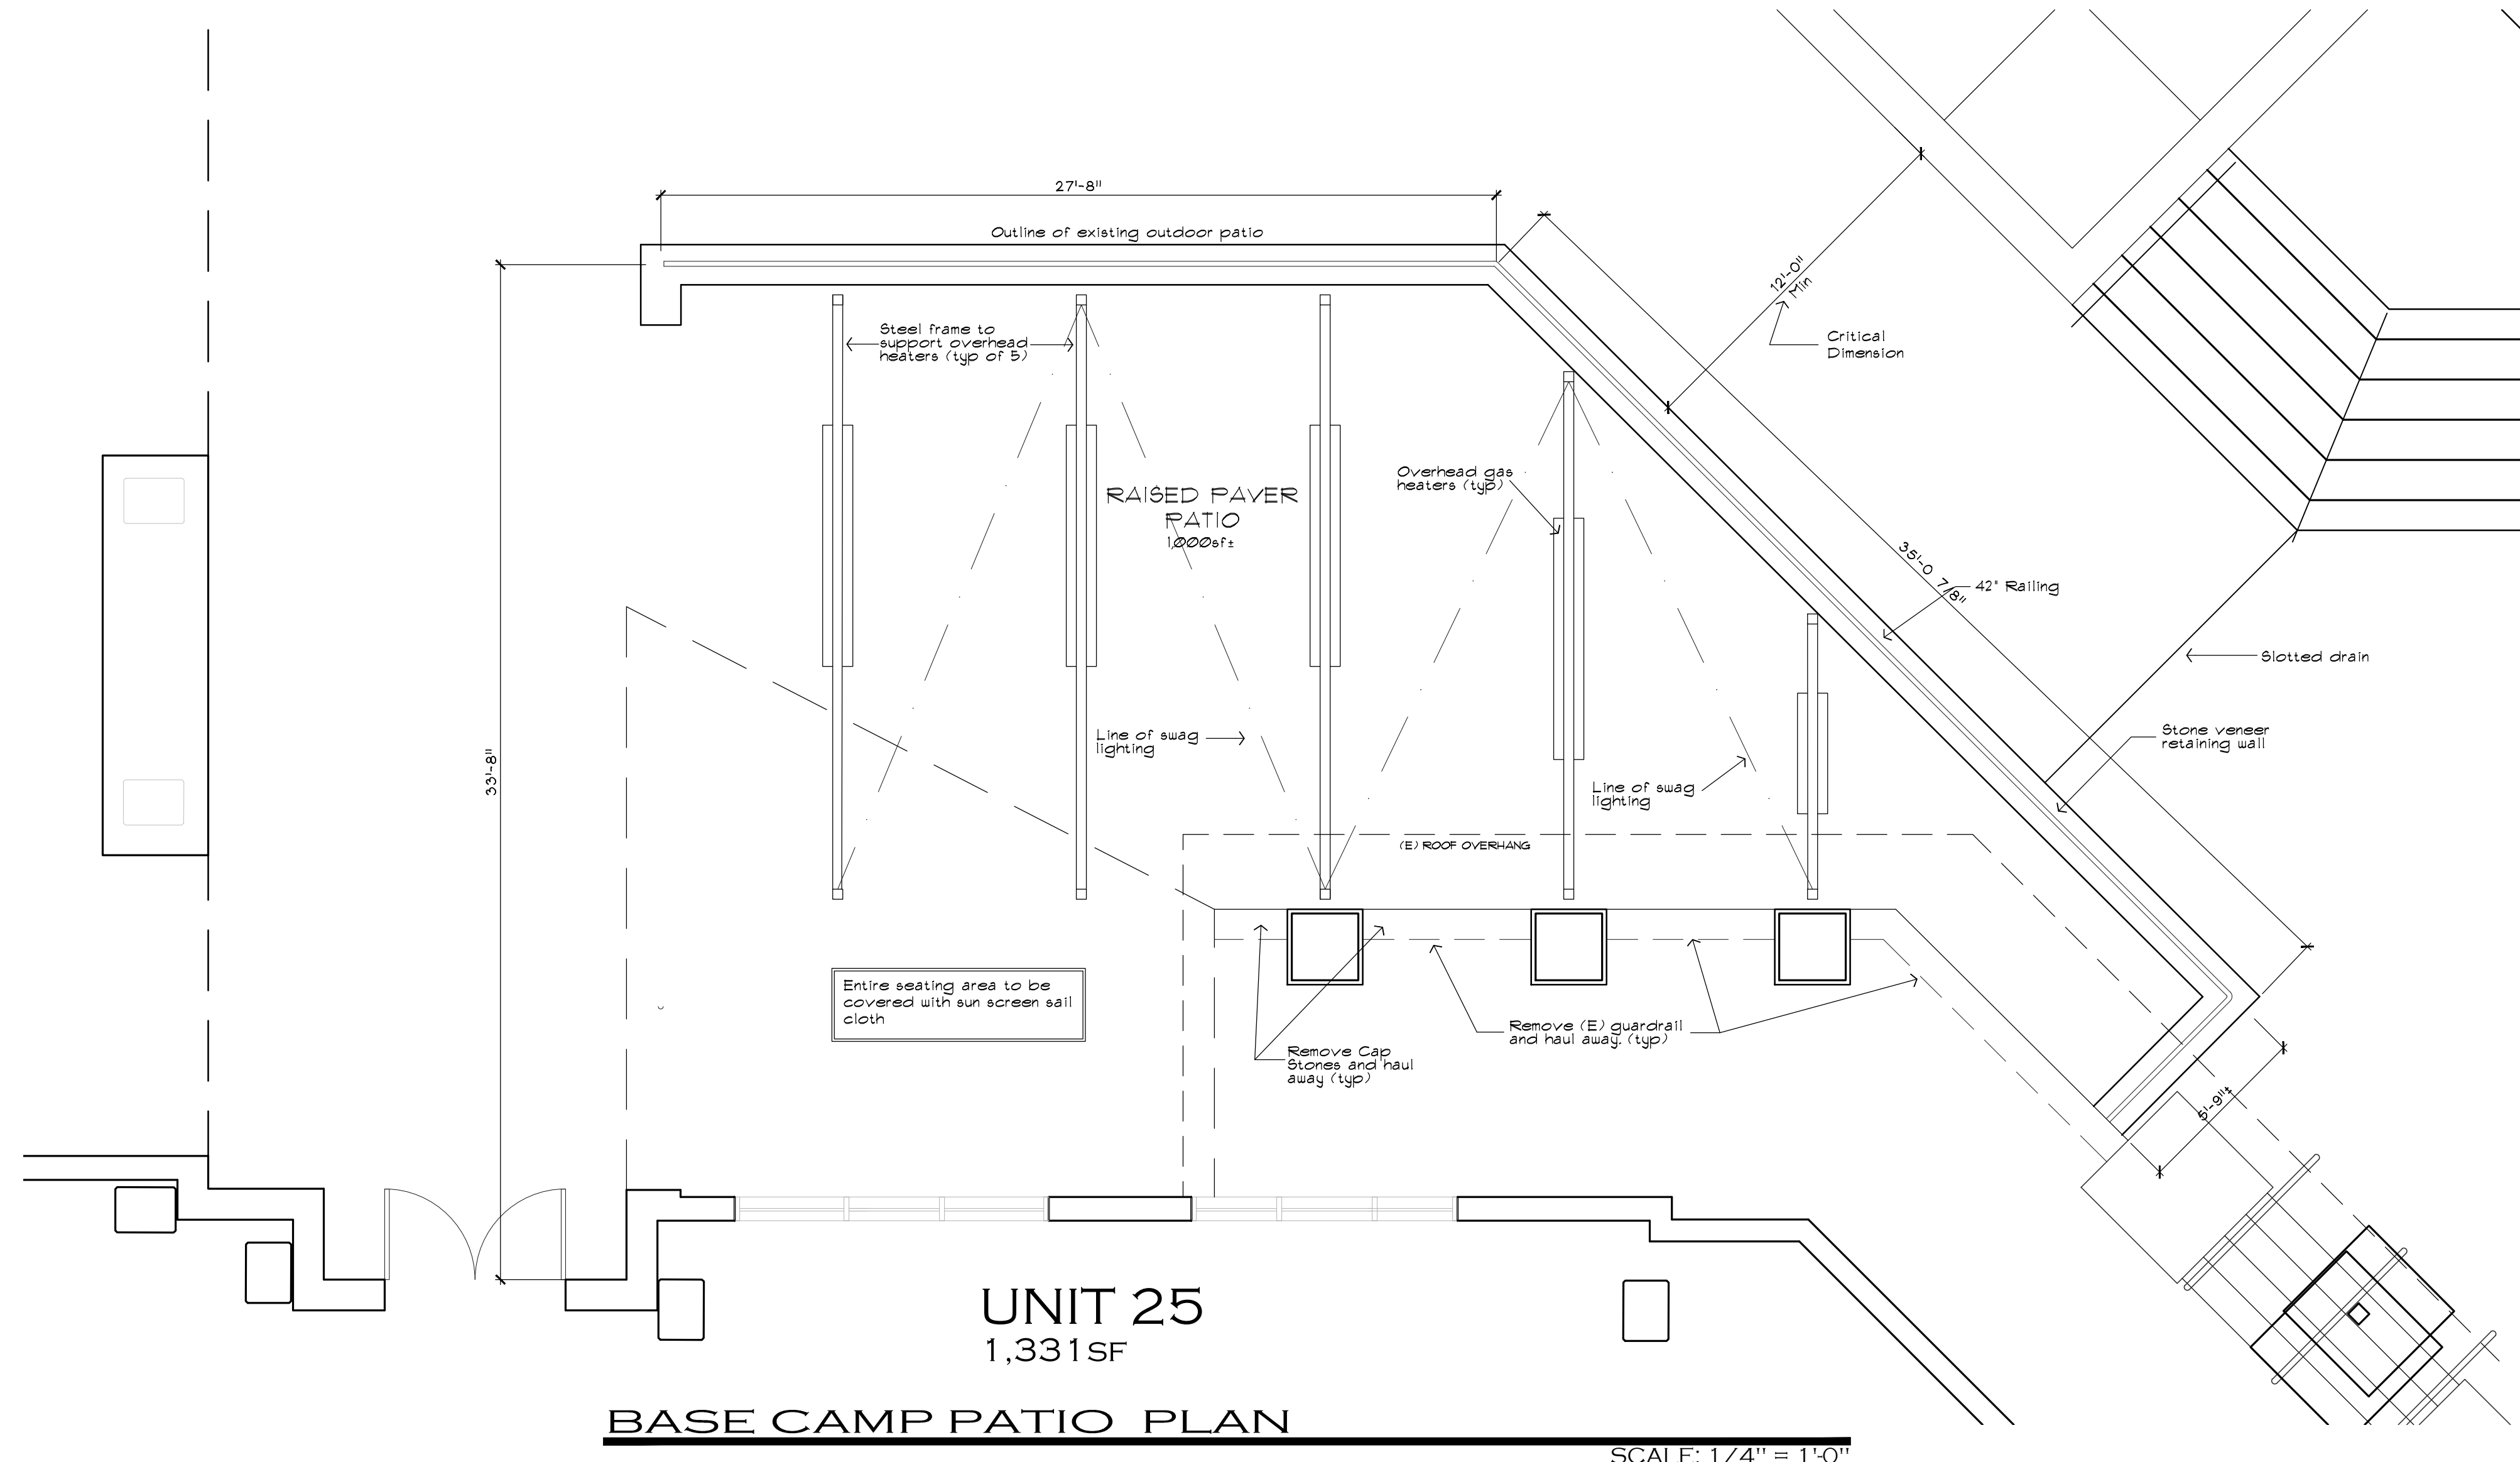 27'-8"
Outline of existing outdoor patio
12'-0"
Min
Critical
Dimension
Steel frame to
support overhead
heaters (typ of 5)
RAISED PAVER
PATIO
1,000sf±
Overhead gas
heaters (typ)
35'-0 7/8"
42" Railing
Slotted drain
Stone veneer
retaining wall
33'-8"
Line of swag
lighting
Line of swag
lighting
(E) ROOF OVERHANG
Entire seating area to be
covered with sun screen sail
cloth
Remove Cap
Stones and haul
away (typ)
Remove (E) guardrail
and haul away. (typ)
5'-9"±
UNIT 25
1,331SF
BASE CAMP PATIO PLAN
SCALE: 1/4" = 1'-0"